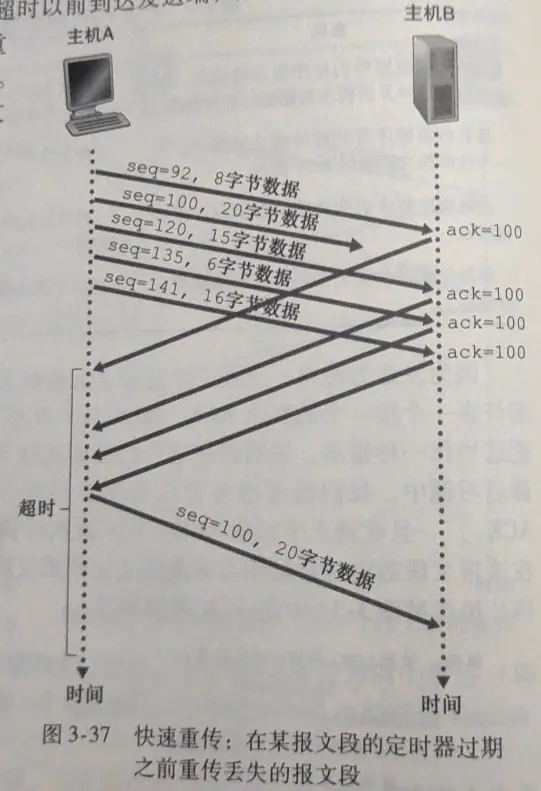 超时以前到达发送端，
重
主机A
主机B
seq=92, 8字节数据
seq=100, 20字节数据
seq=120, 15字节数据
seq=135, 6字节数据
seq=141, 16字节数据
ack=100
ack=100
ack=100
ack=100
超时
seq=100, 20字节数据
时间
时间
图 3-37 快速重传：在某报文段的定时器过期
之前重传丢失的报文段